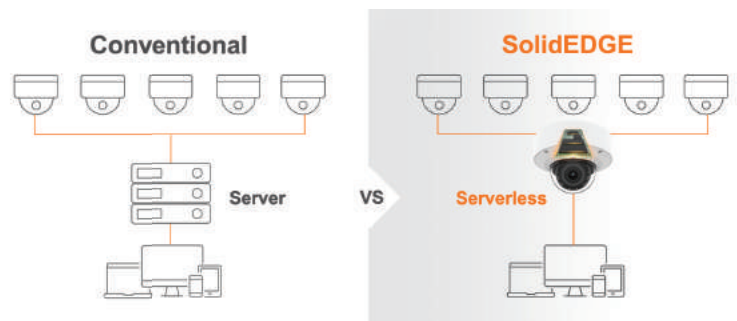 Conventional
SolidEDGE
Server
VS
Serverless